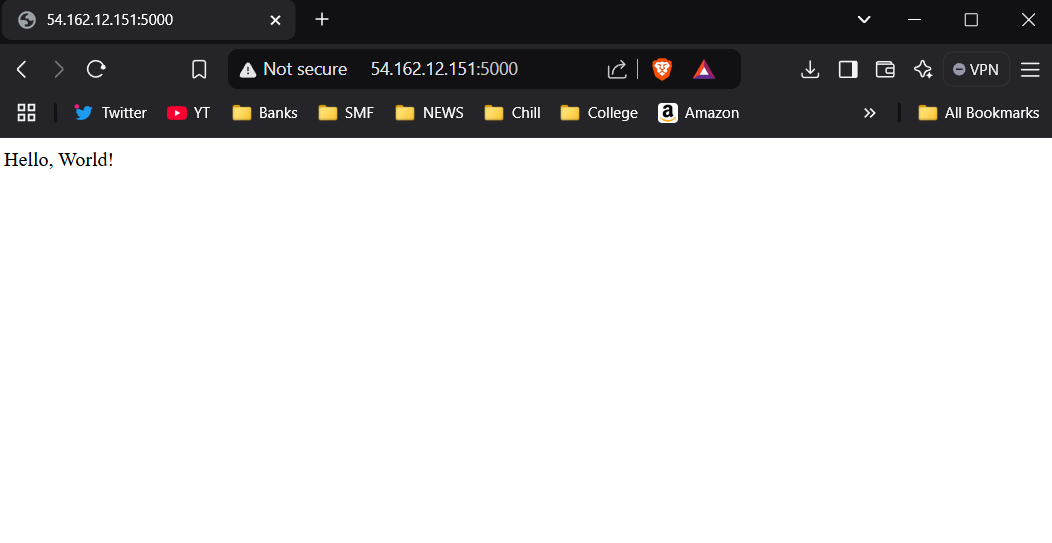 54.162.12.151:5000
Not secure 54.162.12.151:5000 VPN
Twitter YT Banks SMF NEWS Chill College Amazon All Bookmarks
Hello, World!